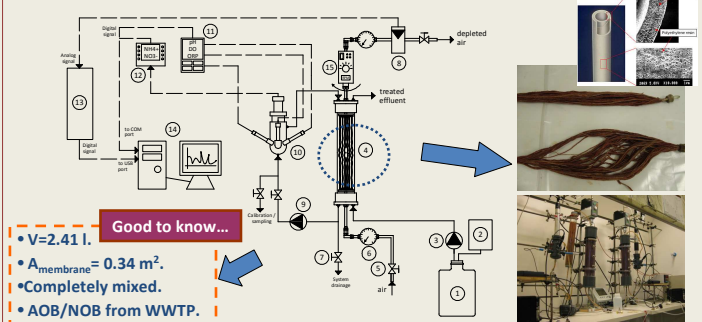 Digital
signal
Analog
signal
NH4+
NO3-
12
pH
DO
ORP
11
13
Digital
signal
to COM
port
to USB
port
14
10
Calibration /
sampling
9
7
System
drainage
15
8
depleted
air
treated
effluent
4
6
5
air
3
2
1
Polyethylene resin
Good to know…
• V=2.41 l.
• Amembrane= 0.34 m².
•Completely mixed.
• AOB/NOB from WWTP.